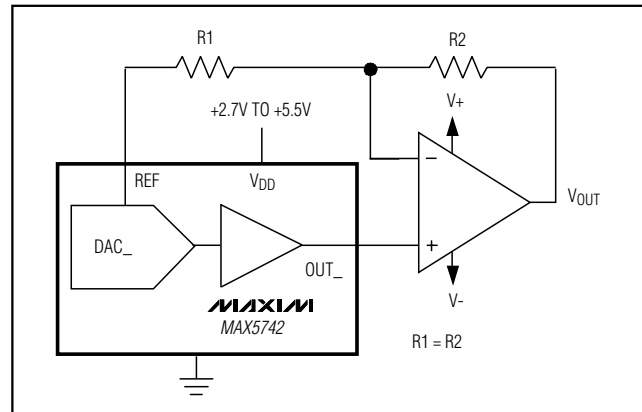 R1
R2
+2.7V TO +5.5V
V+
REF
VDD
−
DAC_
VOUT
+
OUT_
MAXIM
MAX5742
V-
R1 = R2